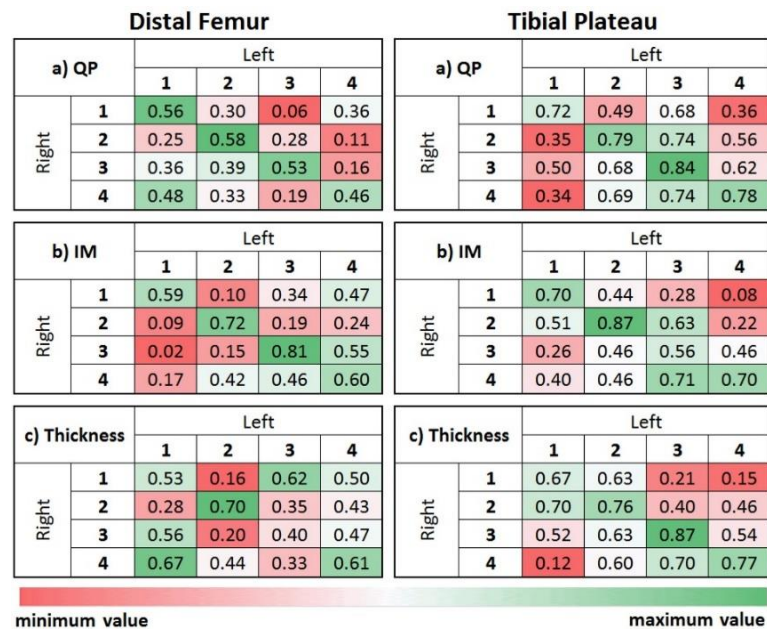 Distal Femur
a) QP Left
1 2 3 4
Right 1 0.56 0.30 0.06 0.36
2 0.25 0.58 0.28 0.11
3 0.36 0.39 0.53 0.16
4 0.48 0.33 0.19 0.46
b) IM Left
1 2 3 4
Right 1 0.59 0.10 0.34 0.47
2 0.09 0.72 0.19 0.24
3 0.02 0.15 0.81 0.55
4 0.17 0.42 0.46 0.60
c) Thickness Left
1 2 3 4
Right 1 0.53 0.16 0.62 0.50
2 0.28 0.70 0.35 0.43
3 0.56 0.20 0.40 0.47
4 0.67 0.44 0.33 0.61
Tibial Plateau
a) QP Left
1 2 3 4
Right 1 0.72 0.49 0.68 0.36
2 0.35 0.79 0.74 0.56
3 0.50 0.68 0.84 0.62
4 0.34 0.69 0.74 0.78
b) IM Left
1 2 3 4
Right 1 0.70 0.44 0.28 0.08
2 0.51 0.87 0.63 0.22
3 0.26 0.46 0.56 0.46
4 0.40 0.46 0.71 0.70
c) Thickness Left
1 2 3 4
Right 1 0.67 0.63 0.21 0.15
2 0.70 0.76 0.40 0.46
3 0.52 0.63 0.87 0.54
4 0.12 0.60 0.70 0.77
minimum value maximum value